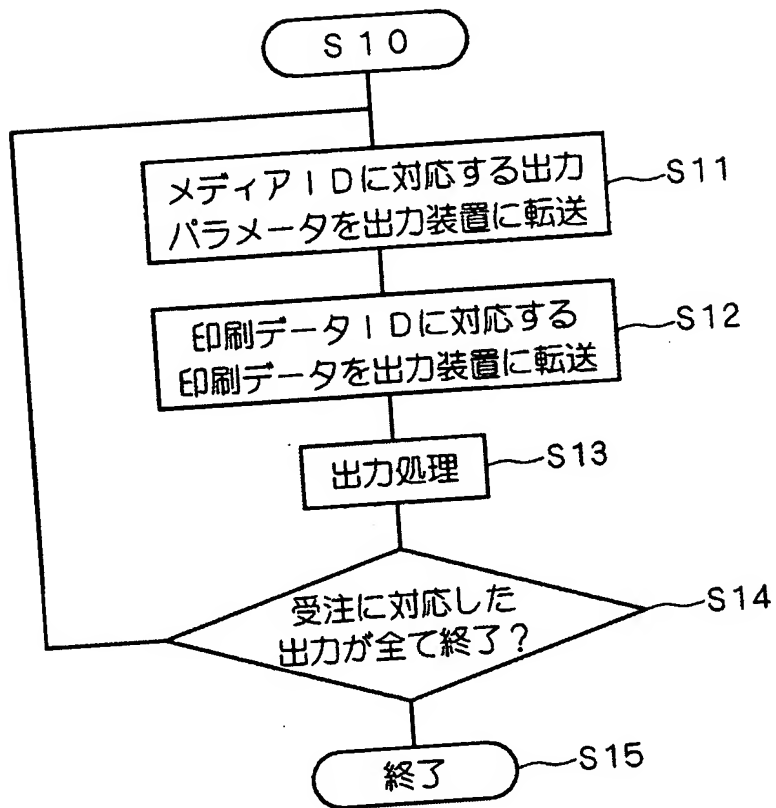 S10
メディアIDに対応する出力
パラメータを出力装置に転送
S11
印刷データIDに対応する
印刷データを出力装置に転送
S12
出力処理
S13
受注に対応した
出力が全て終了？
S14
終了
S15